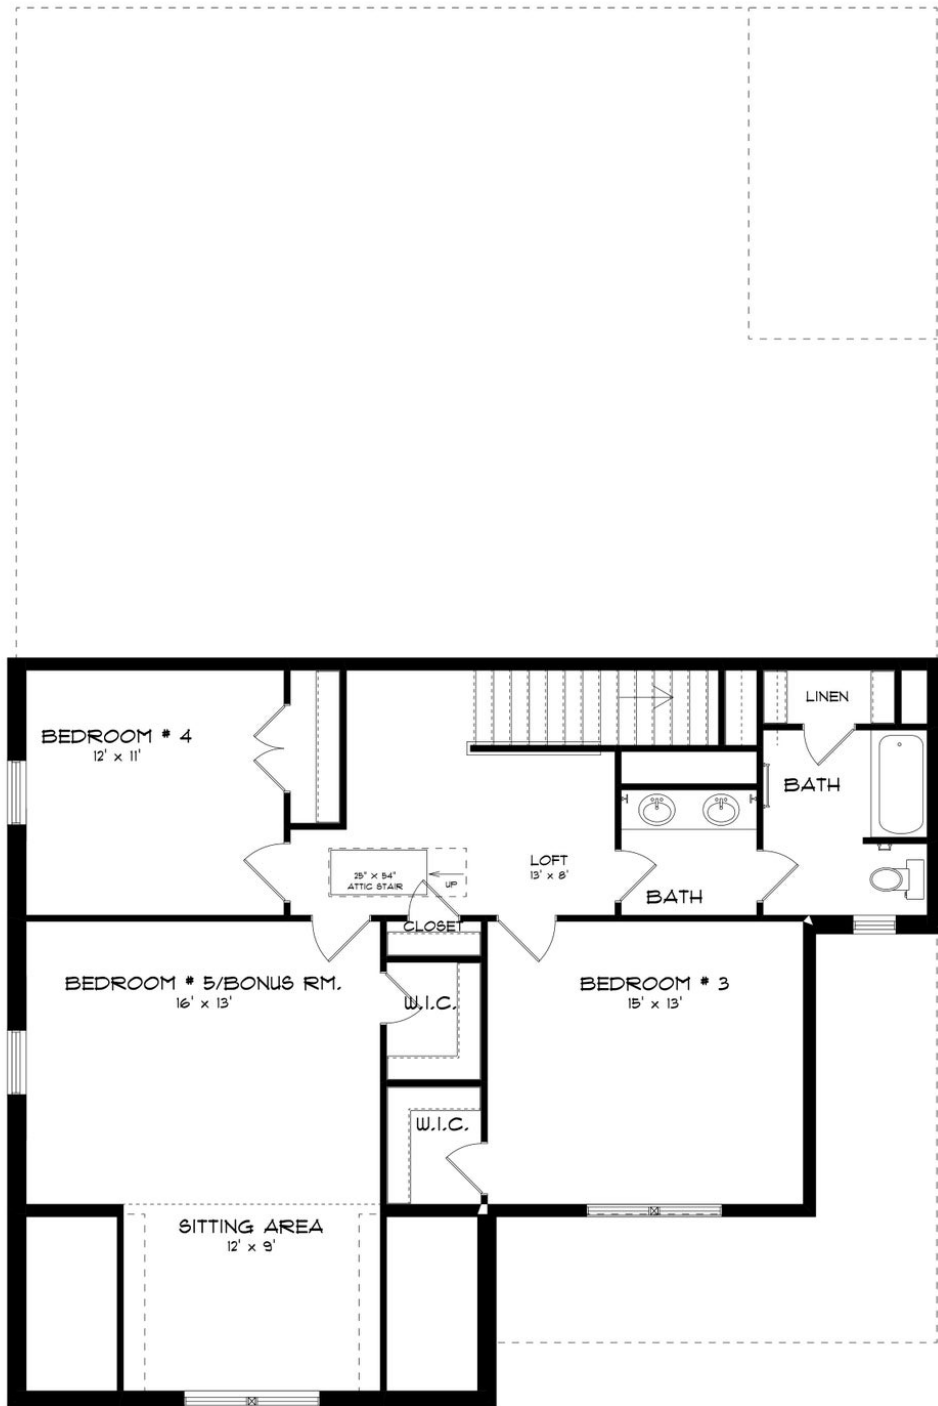 BEDROOM # 4
12' x 11'
LINEN
BATH
LOFT
13' x 8'
25" x 54"
ATTIC STAIR
UP
BATH
CLOSET
BEDROOM # 5/BONUS RM.
16' x 13'
W.I.C.
BEDROOM # 3
15' x 13'
W.I.C.
SITTING AREA
12' x 9'